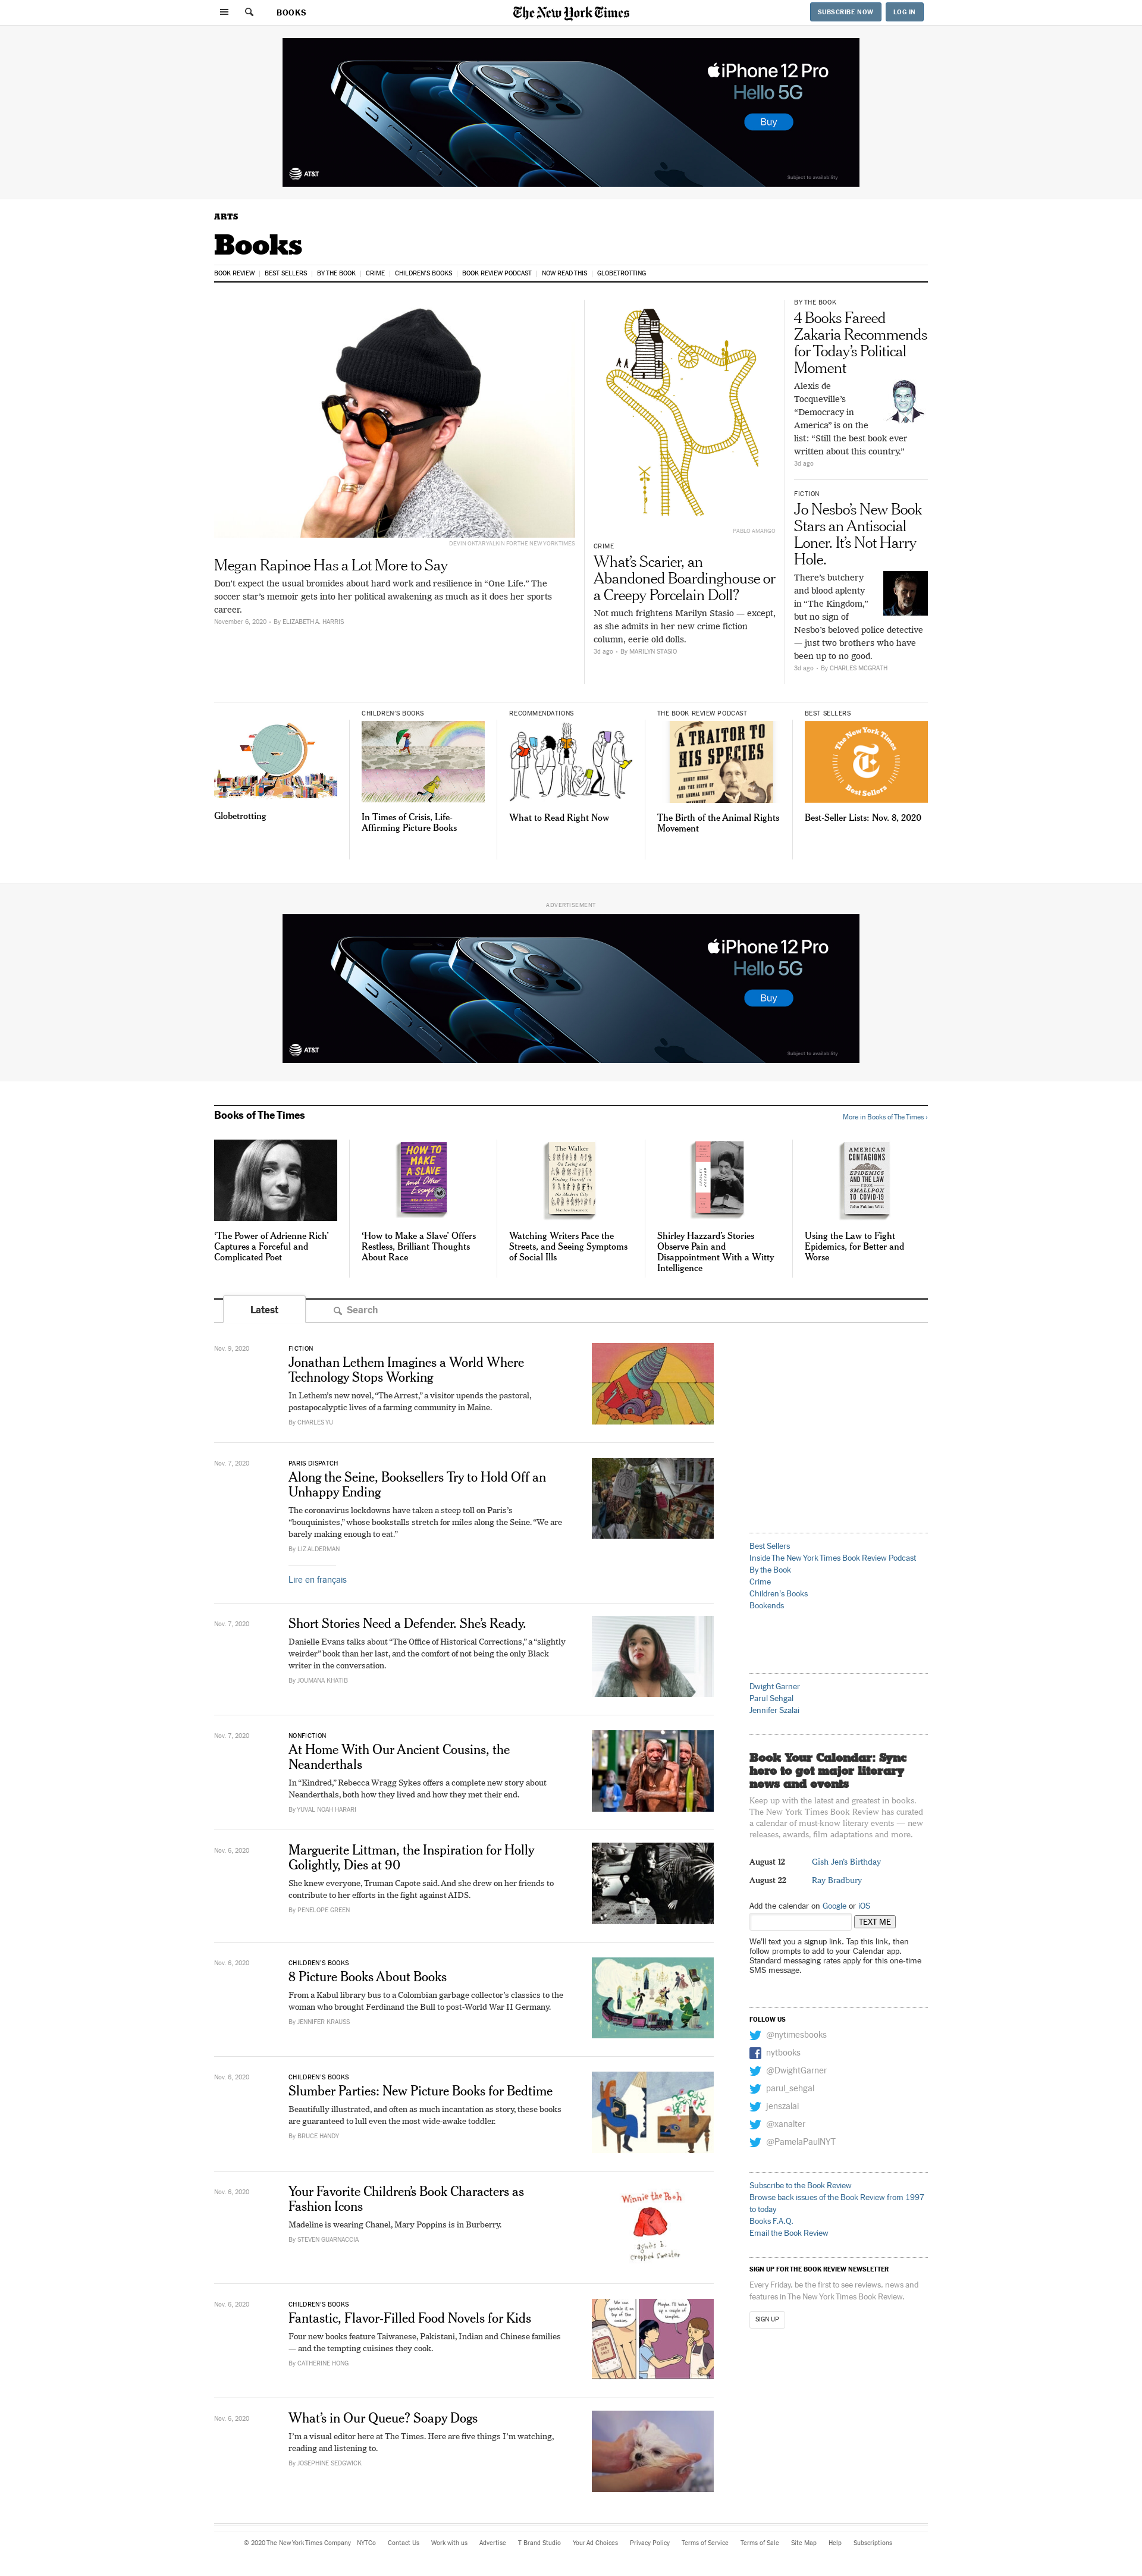 BOOKS
The New York Times
SUBSCRIBE NOW
LOG IN
iPhone 12 Pro
Hello 5G
Buy
AT&T
Subject to availability
ARTS
Books
BOOK REVIEW
BEST SELLERS
BY THE BOOK
CRIME
CHILDREN'S BOOKS
BOOK REVIEW PODCAST
NOW READ THIS
GLOBETROTTING
DEVIN OKTAR YALKIN FOR THE NEW YORK TIMES
Megan Rapinoe Has a Lot More to Say
Don't expect the usual bromides about hard work and resilience in “One Life.” The
soccer star's memoir gets into her political awakening as much as it does her sports
career.
November 6, 2020 - By ELIZABETH A. HARRIS
PABLO AMARGO
CRIME
What's Scarier, an
Abandoned Boardinghouse or
a Creepy Porcelain Doll?
Not much frightens Marilyn Stasio — except,
as she admits in her new crime fiction
column, eerie old dolls.
3d ago - By MARILYN STASIO
BY THE BOOK
4 Books Fareed
Zakaria Recommends
for Today's Political
Moment
Alexis de
Tocqueville's
“Democracy in
America” is on the
list: “Still the best book ever
written about this country.”
3d ago
FICTION
Jo Nesbo's New Book
Stars an Antisocial
Loner. It's Not Harry
Hole.
There's butchery
and blood aplenty
in “The Kingdom,”
but no sign of
Nesbo's beloved police detective
— just two brothers who have
been up to no good.
3d ago - By CHARLES MCGRATH
Globetrotting
CHILDREN'S BOOKS
In Times of Crisis, Life-
Affirming Picture Books
RECOMMENDATIONS
What to Read Right Now
THE BOOK REVIEW PODCAST
A TRAITOR TO
HIS SPECIES
The Birth of the Animal Rights
Movement
BEST SELLERS
The New York Times
Best Sellers
Best-Seller Lists: Nov. 8, 2020
ADVERTISEMENT
iPhone 12 Pro
Hello 5G
Buy
AT&T
Subject to availability
Books of The Times
More in Books of The Times ›
‘The Power of Adrienne Rich’
Captures a Forceful and
Complicated Poet
HOW TO
MAKE
A SLAVE
and Other
Essays
‘How to Make a Slave’ Offers
Restless, Brilliant Thoughts
About Race
The Walker
On Losing and
Finding Yourself in
the Modern City
Watching Writers Pace the
Streets, and Seeing Symptoms
of Social Ills
Shirley Hazzard's Stories
Observe Pain and
Disappointment With a Witty
Intelligence
AMERICAN
CONTAGIONS
EPIDEMICS
AND THE LAW
FROM
SMALLPOX
TO COVID-19
John Fabian Witt
Using the Law to Fight
Epidemics, for Better and
Worse
Latest
Search
Nov. 9, 2020
FICTION
Jonathan Lethem Imagines a World Where
Technology Stops Working
In Lethem's new novel, “The Arrest,” a visitor upends the pastoral,
postapocalyptic lives of a farming community in Maine.
By CHARLES YU
Nov. 7, 2020
PARIS DISPATCH
Along the Seine, Booksellers Try to Hold Off an
Unhappy Ending
The coronavirus lockdowns have taken a steep toll on Paris's
“bouquinistes,” whose bookstalls stretch for miles along the Seine. “We are
barely making enough to eat.”
By LIZ ALDERMAN
Lire en français
Nov. 7, 2020
Short Stories Need a Defender. She's Ready.
Danielle Evans talks about “The Office of Historical Corrections,” a “slightly
weirder” book than her last, and the comfort of not being the only Black
writer in the conversation.
By JOUMANA KHATIB
Nov. 7, 2020
NONFICTION
At Home With Our Ancient Cousins, the
Neanderthals
In “Kindred,” Rebecca Wragg Sykes offers a complete new story about
Neanderthals, both how they lived and how they met their end.
By YUVAL NOAH HARARI
Nov. 6, 2020
Marguerite Littman, the Inspiration for Holly
Golightly, Dies at 90
She knew everyone, Truman Capote said. And she drew on her friends to
contribute to her efforts in the fight against AIDS.
By PENELOPE GREEN
Nov. 6, 2020
CHILDREN'S BOOKS
8 Picture Books About Books
From a Kabul library bus to a Colombian garbage collector's classics to the
woman who brought Ferdinand the Bull to post-World War II Germany.
By JENNIFER KRAUSS
Nov. 6, 2020
CHILDREN'S BOOKS
Slumber Parties: New Picture Books for Bedtime
Beautifully illustrated, and often as much incantation as story, these books
are guaranteed to lull even the most wide-awake toddler.
By BRUCE HANDY
Nov. 6, 2020
Your Favorite Children's Book Characters as
Fashion Icons
Madeline is wearing Chanel, Mary Poppins is in Burberry.
By STEVEN GUARNACCIA
Winnie the Pooh
agnès b.
cropped sweater
Nov. 6, 2020
CHILDREN'S BOOKS
Fantastic, Flavor-Filled Food Novels for Kids
Four new books feature Taiwanese, Pakistani, Indian and Chinese families
— and the tempting cuisines they cook.
By CATHERINE HONG
Nov. 6, 2020
What's in Our Queue? Soapy Dogs
I'm a visual editor here at The Times. Here are five things I'm watching,
reading and listening to.
By JOSEPHINE SEDGWICK
Best Sellers
Inside The New York Times Book Review Podcast
By the Book
Crime
Children's Books
Bookends
Dwight Garner
Parul Sehgal
Jennifer Szalai
Book Your Calendar: Sync
here to get major literary
news and events
Keep up with the latest and greatest in books.
The New York Times Book Review has curated
a calendar of must-know literary events — new
releases, awards, film adaptations and more.
August 12 Gish Jen's Birthday
August 22 Ray Bradbury
Add the calendar on Google or iOS
TEXT ME
We'll text you a signup link. Tap this link, then
follow prompts to add to your Calendar app.
Standard messaging rates apply for this one-time
SMS message.
FOLLOW US
@nytimesbooks
nytbooks
@DwightGarner
parul_sehgal
jenszalai
@xanalter
@PamelaPaulNYT
Subscribe to the Book Review
Browse back issues of the Book Review from 1997
to today
Books F.A.Q.
Email the Book Review
SIGN UP FOR THE BOOK REVIEW NEWSLETTER
Every Friday, be the first to see reviews, news and
features in The New York Times Book Review.
SIGN UP
© 2020 The New York Times Company NYTCo Contact Us Work with us Advertise T Brand Studio Your Ad Choices Privacy Policy Terms of Service Terms of Sale Site Map Help Subscriptions